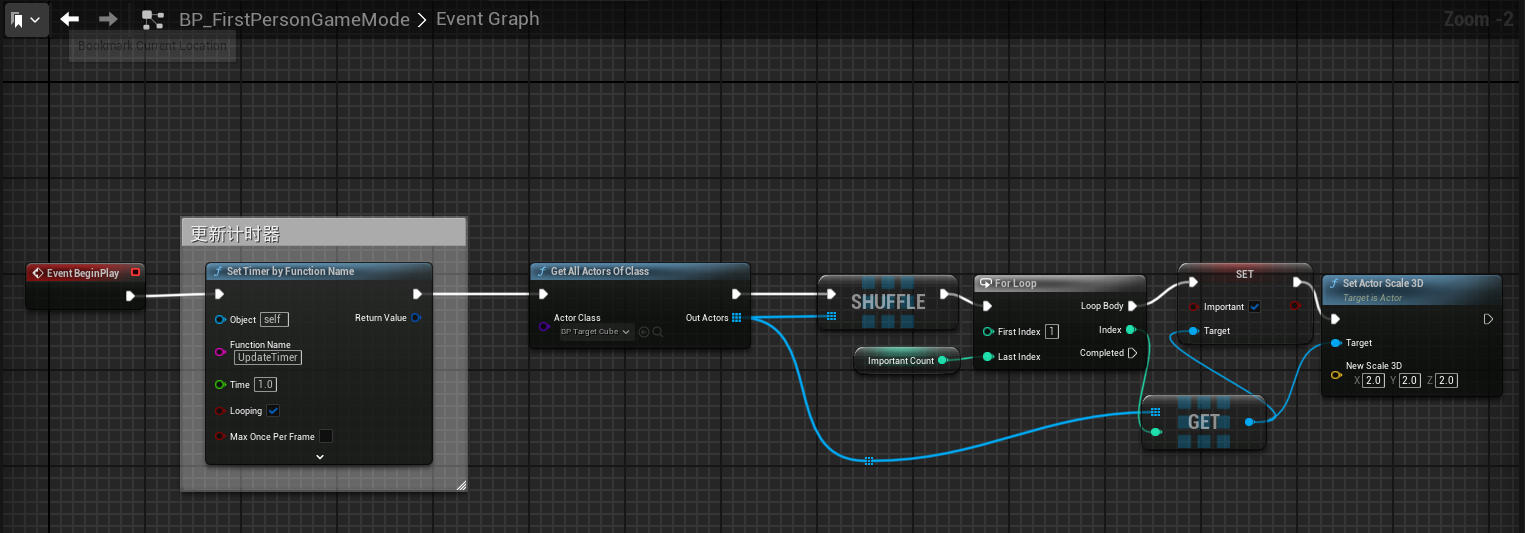 BP_FirstPersonGameMode > Event Graph
Zoom -2
Bookmark Current Location
更新计时器
Event BeginPlay
Set Timer by Function Name
Object self
Return Value
Function Name
UpdateTimer
Time 1.0
Looping
Max Once Per Frame
Get All Actors Of Class
Actor Class
BP Target Cube
Out Actors
SHUFFLE
Important Count
For Loop
Loop Body
First Index 1
Index
Last Index
Completed
SET
Important
Target
GET
Set Actor Scale 3D
Target is Actor
Target
New Scale 3D
X 2.0 Y 2.0 Z 2.0